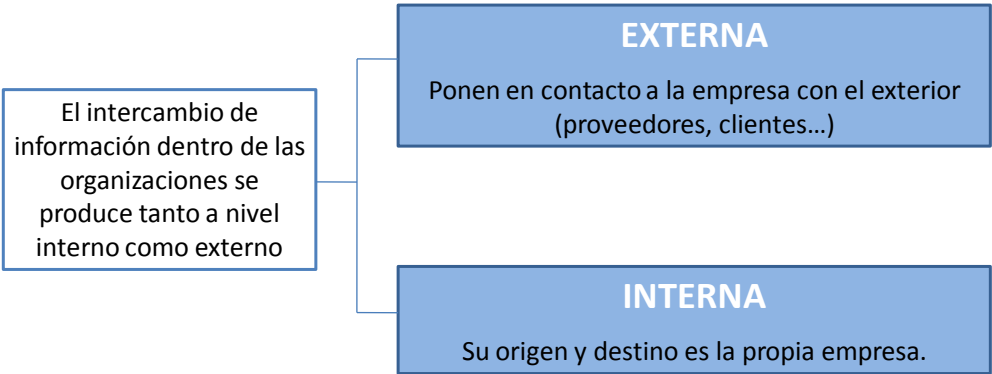 El intercambio de
información dentro de las
organizaciones se
produce tanto a nivel
interno como externo
EXTERNA
Ponen en contacto a la empresa con el exterior
(proveedores, clientes…)
INTERNA
Su origen y destino es la propia empresa.